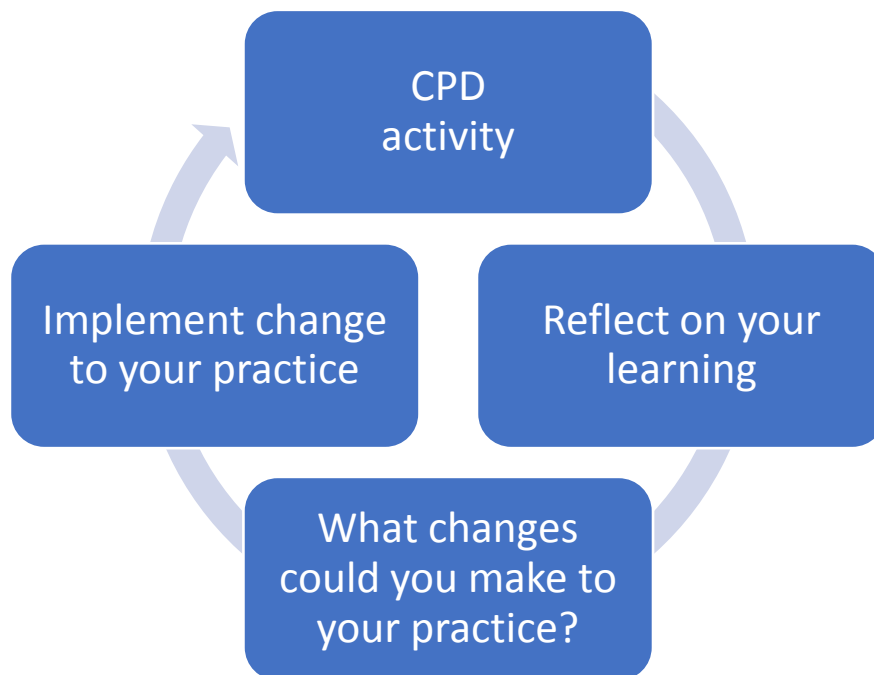 CPD
activity
Reflect on your
learning
What changes
could you make to
your practice?
Implement change
to your practice